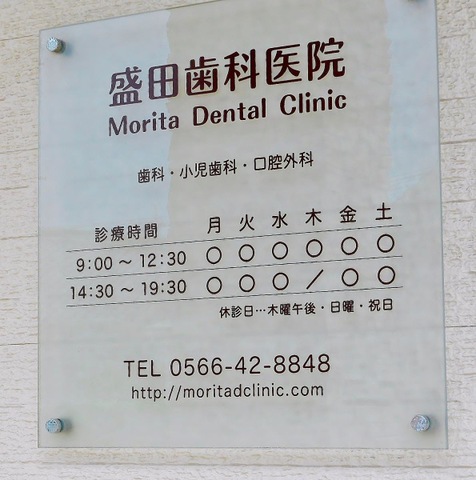 盛田歯科医院
Morita Dental Clinic
歯科・小児歯科・口腔外科
診療時間 月 火 水 木 金 土
9:00 ～ 12:30 ○ ○ ○ ○ ○ ○
14:30 ～ 19:30 ○ ○ ○ ／ ○ ○
休診日…木曜午後・日曜・祝日
TEL 0566-42-8848
http://moritadclinic.com